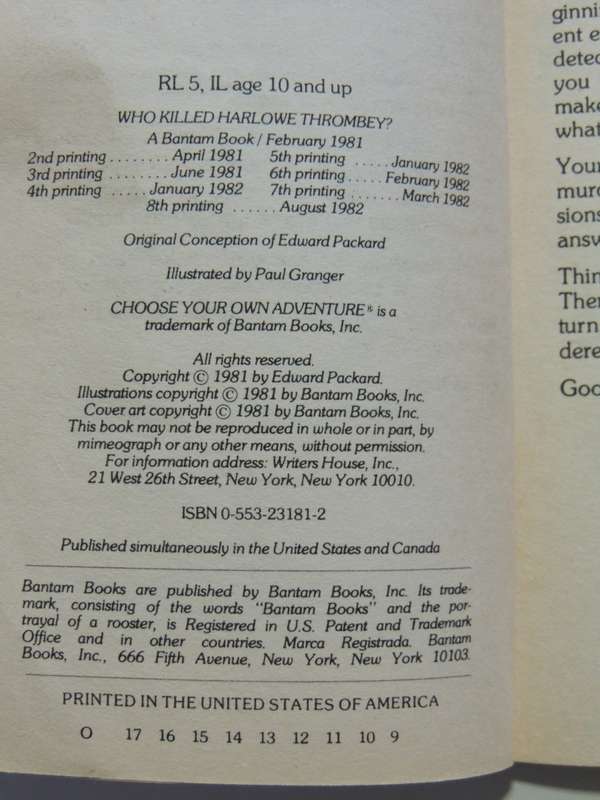 RL 5, IL age 10 and up
WHO KILLED HARLOWE THROMBEY?
A Bantam Book / February 1981
2nd printing ........ April 1981 5th printing ..... January 1982
3rd printing ........ June 1981 6th printing ..... February 1982
4th printing ..... January 1982 7th printing ........ March 1982
8th printing ...... August 1982
Original Conception of Edward Packard
Illustrated by Paul Granger
CHOOSE YOUR OWN ADVENTURE® is a
trademark of Bantam Books, Inc.
All rights reserved.
Copyright © 1981 by Edward Packard.
Illustrations copyright © 1981 by Bantam Books, Inc.
Cover art copyright © 1981 by Bantam Books, Inc.
This book may not be reproduced in whole or in part, by
mimeograph or any other means, without permission.
For information address: Writers House, Inc.,
21 West 26th Street, New York, New York 10010.
ISBN 0-553-23181-2
Published simultaneously in the United States and Canada
Bantam Books are published by Bantam Books, Inc. Its trade-
mark, consisting of the words "Bantam Books" and the por-
trayal of a rooster, is Registered in U.S. Patent and Trademark
Office and in other countries. Marca Registrada. Bantam
Books, Inc., 666 Fifth Avenue, New York, New York 10103.
PRINTED IN THE UNITED STATES OF AMERICA
O 17 16 15 14 13 12 11 10 9
ginni
ent e
detec
you
make
what
Your
murd
sions
answ
Thin
Ther
turn
dere
Goo